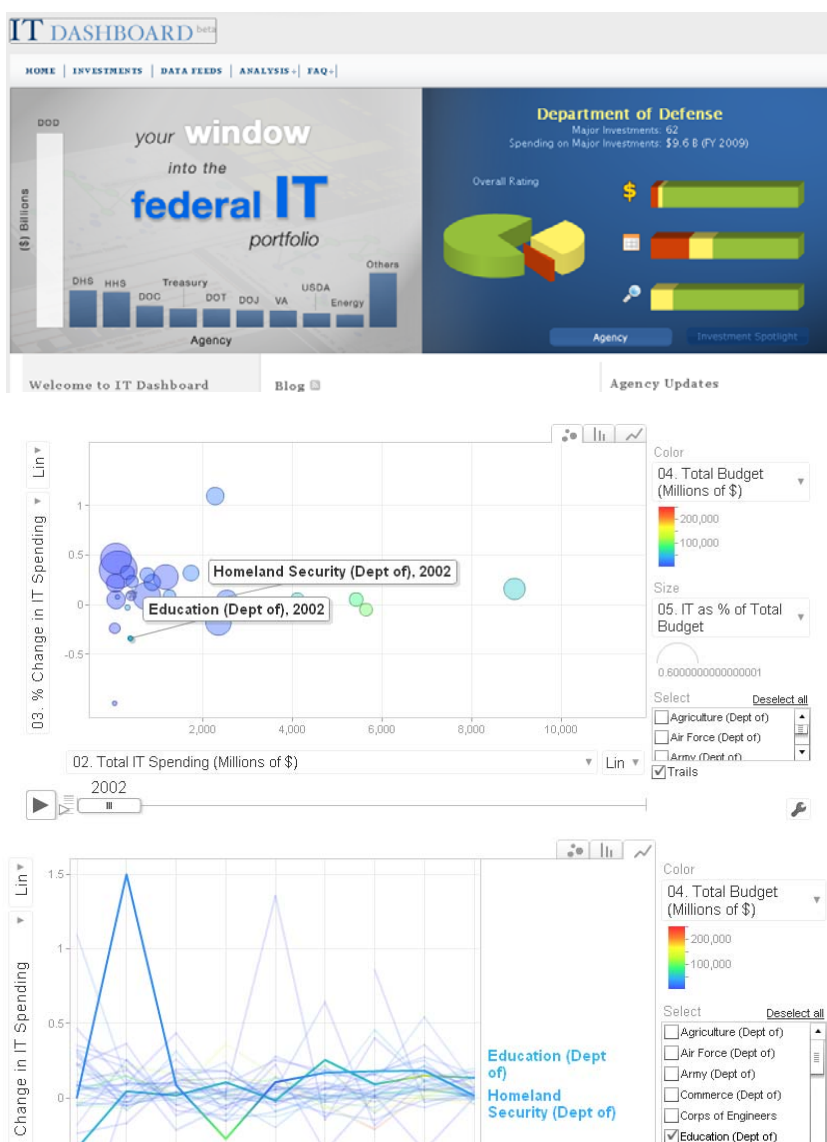 IT DASHBOARD beta
HOME | INVESTMENTS | DATA FEEDS | ANALYSIS | FAQ
your window
into the
federal IT
portfolio
($) Billions
DOD
DHS
HHS
DOC
Treasury
DOT
DOJ
VA
USDA
Energy
Others
Agency
Department of Defense
Major Investments: 62
Spending on Major Investments: $9.6 B (FY 2009)
Overall Rating
$
Agency
Investment Spotlight
Welcome to IT Dashboard
Blog
Agency Updates
Lin
03. % Change in IT Spending
1
0.5
0
-0.5
Homeland Security (Dept of), 2002
Education (Dept of), 2002
2,000
4,000
6,000
8,000
10,000
02. Total IT Spending (Millions of $)
Lin
2002
Color
04. Total Budget
(Millions of $)
200,000
100,000
Size
05. IT as % of Total
Budget
0.6000000000000001
Select
Deselect all
Agriculture (Dept of)
Air Force (Dept of)
Army (Dept of)
Trails
Lin
Change in IT Spending
1.5
1
0.5
0
Education (Dept
of)
Homeland
Security (Dept of)
Color
04. Total Budget
(Millions of $)
200,000
100,000
Select
Deselect all
Agriculture (Dept of)
Air Force (Dept of)
Army (Dept of)
Commerce (Dept of)
Corps of Engineers
Education (Dept of)